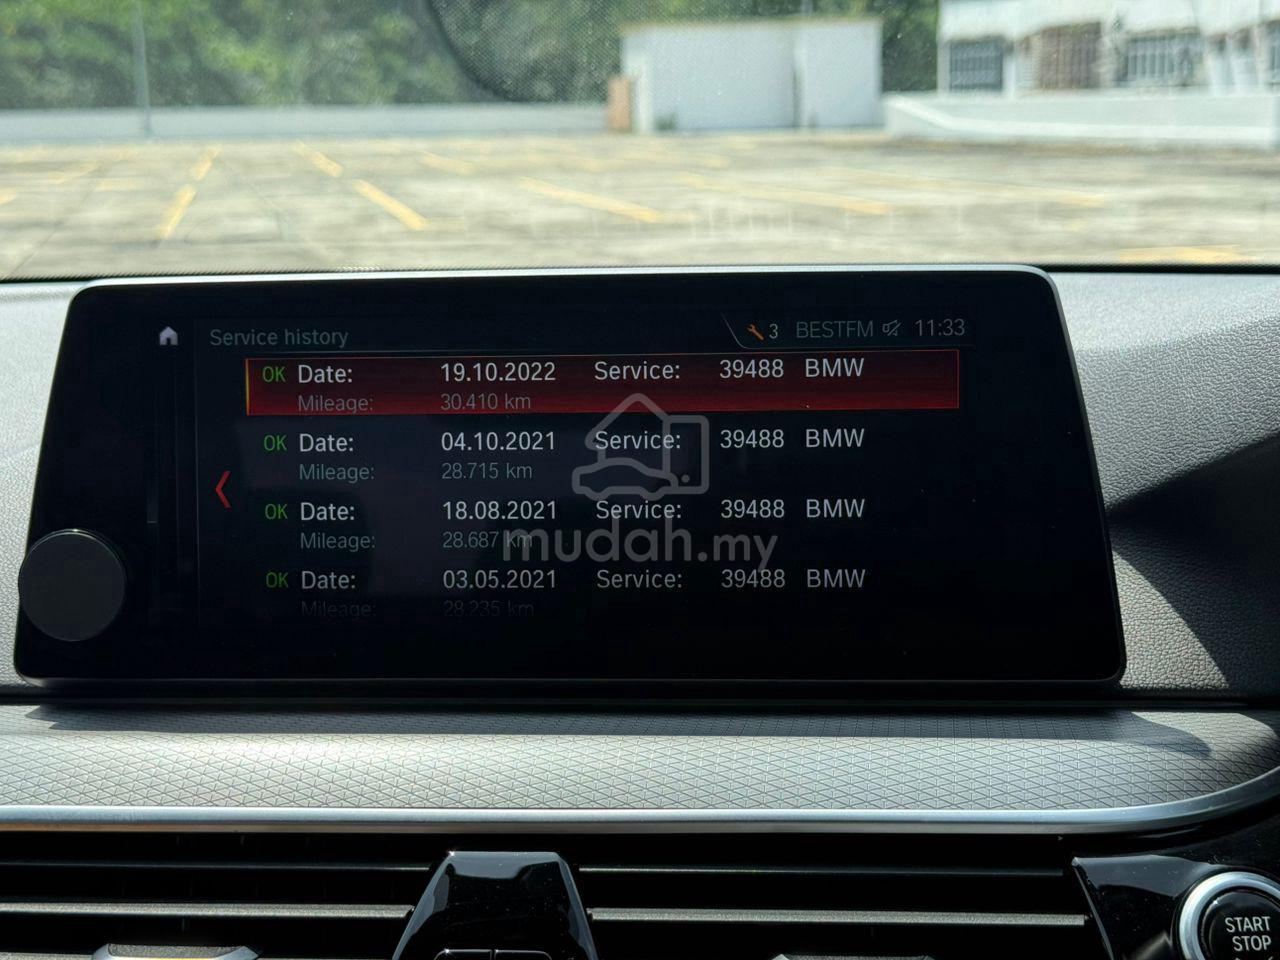 Service history 3 BESTFM 11:33
OK Date: 19.10.2022 Service: 39488 BMW
Mileage: 30.410 km
OK Date: 04.10.2021 Service: 39488 BMW
Mileage: 28.715 km
OK Date: 18.08.2021 Service: 39488 BMW
Mileage: 28.687 km
mudah.my
OK Date: 03.05.2021 Service: 39488 BMW
Mileage: 28.235 km
START
STOP